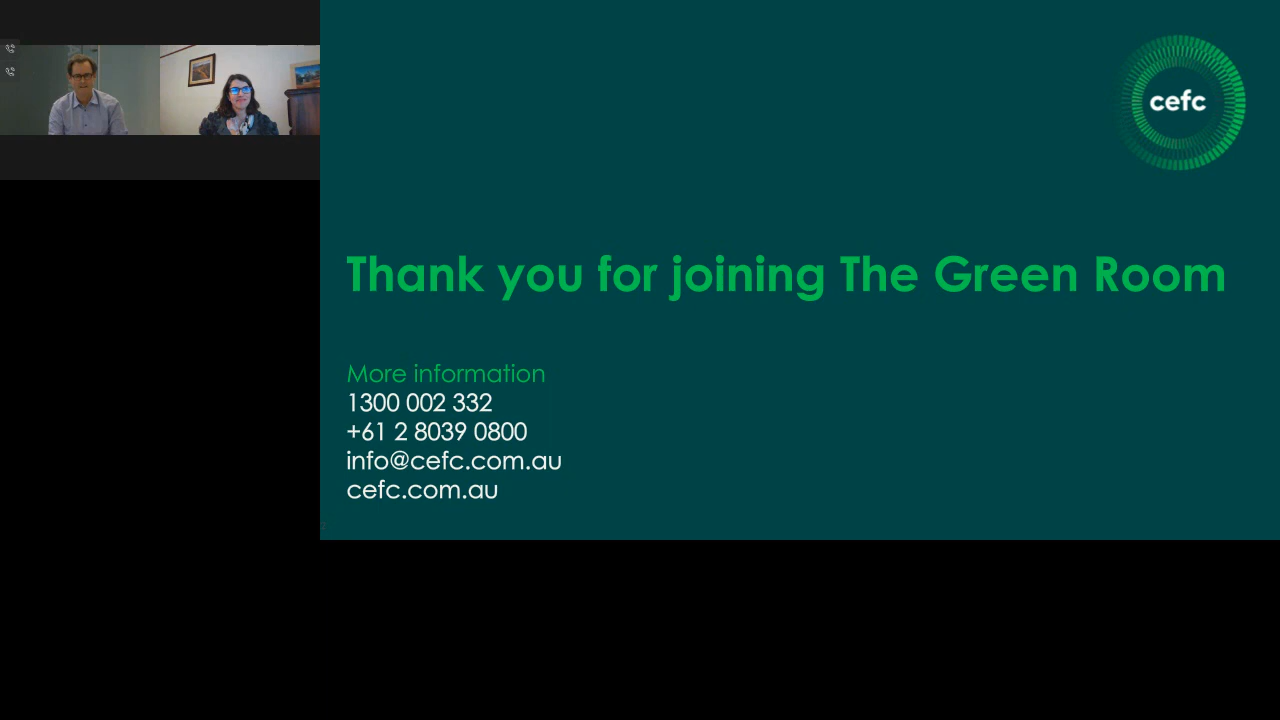 cefc
Thank you for joining The Green Room
More information
1300 002 332
+61 2 8039 0800
info@cefc.com.au
cefc.com.au
2